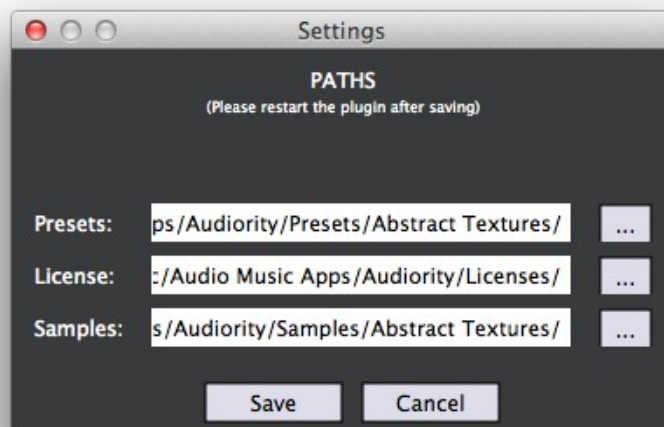 Settings
PATHS
(Please restart the plugin after saving)
Presets: ps/Audiority/Presets/Abstract Textures/ ...
License: c/Audio Music Apps/Audiority/Licenses/ ...
Samples: s/Audiority/Samples/Abstract Textures/ ...
Save Cancel